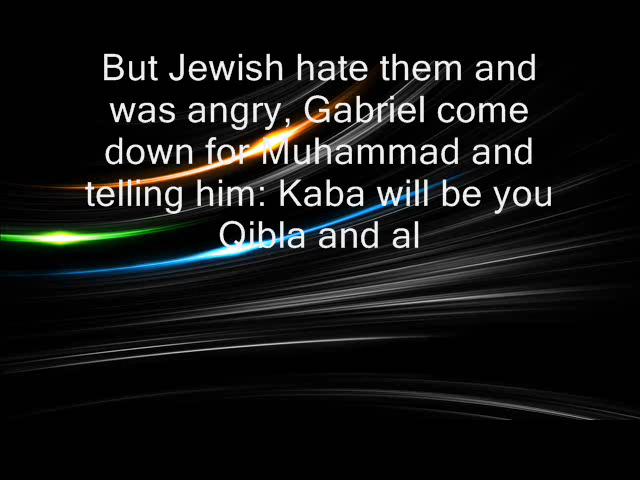 But Jewish hate them and
was angry, Gabriel come
down for Muhammad and
telling him: Kaba will be you
Qibla and al